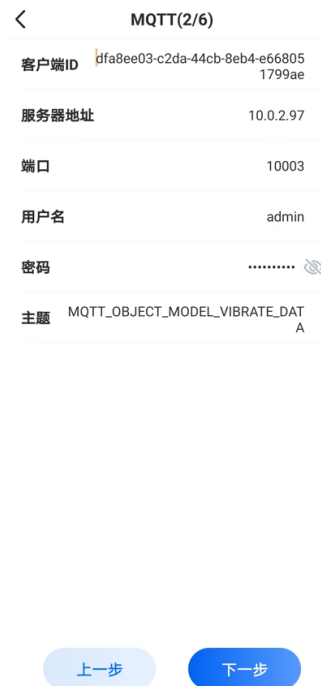 MQTT(2/6)
客户端ID
dfa8ee03-c2da-44cb-8eb4-e66805
1799ae
服务器地址
10.0.2.97
端口
10003
用户名
admin
密码
••••••••••
主题
MQTT_OBJECT_MODEL_VIBRATE_DAT
A
上一步
下一步